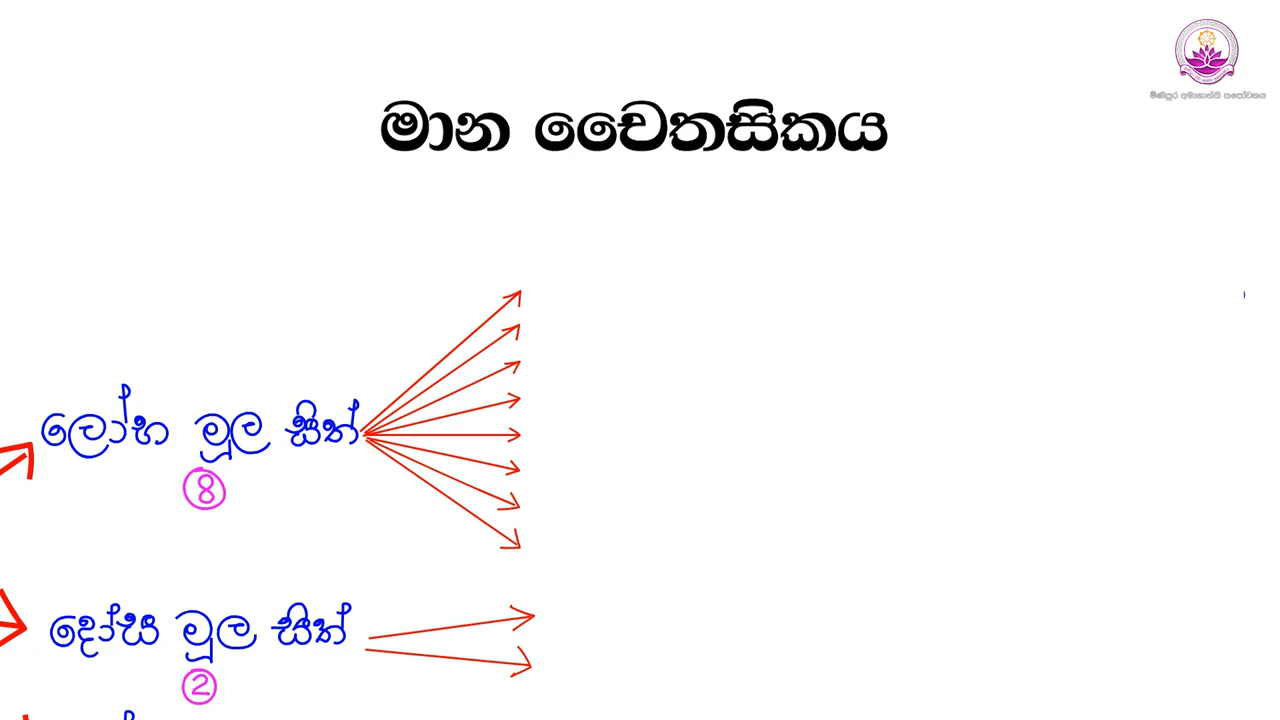 මාන චෛතසිකය
ලෝභ මූල සිත්
8
දෝස මූල සිත්
2